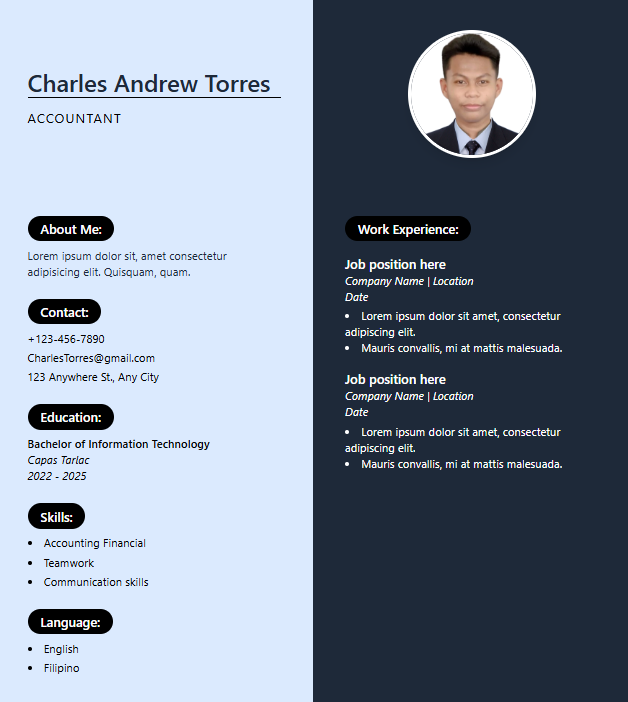 Charles Andrew Torres
ACCOUNTANT
About Me:
Lorem ipsum dolor sit, amet consectetur
adipisicing elit. Quisquam, quam.
Contact:
+123-456-7890
CharlesTorres@gmail.com
123 Anywhere St., Any City
Education:
Bachelor of Information Technology
Capas Tarlac
2022 - 2025
Skills:
• Accounting Financial
• Teamwork
• Communication skills
Language:
• English
• Filipino
Work Experience:
Job position here
Company Name | Location
Date
• Lorem ipsum dolor sit amet, consectetur
adipiscing elit.
• Mauris convallis, mi at mattis malesuada.
Job position here
Company Name | Location
Date
• Lorem ipsum dolor sit amet, consectetur
adipiscing elit.
• Mauris convallis, mi at mattis malesuada.